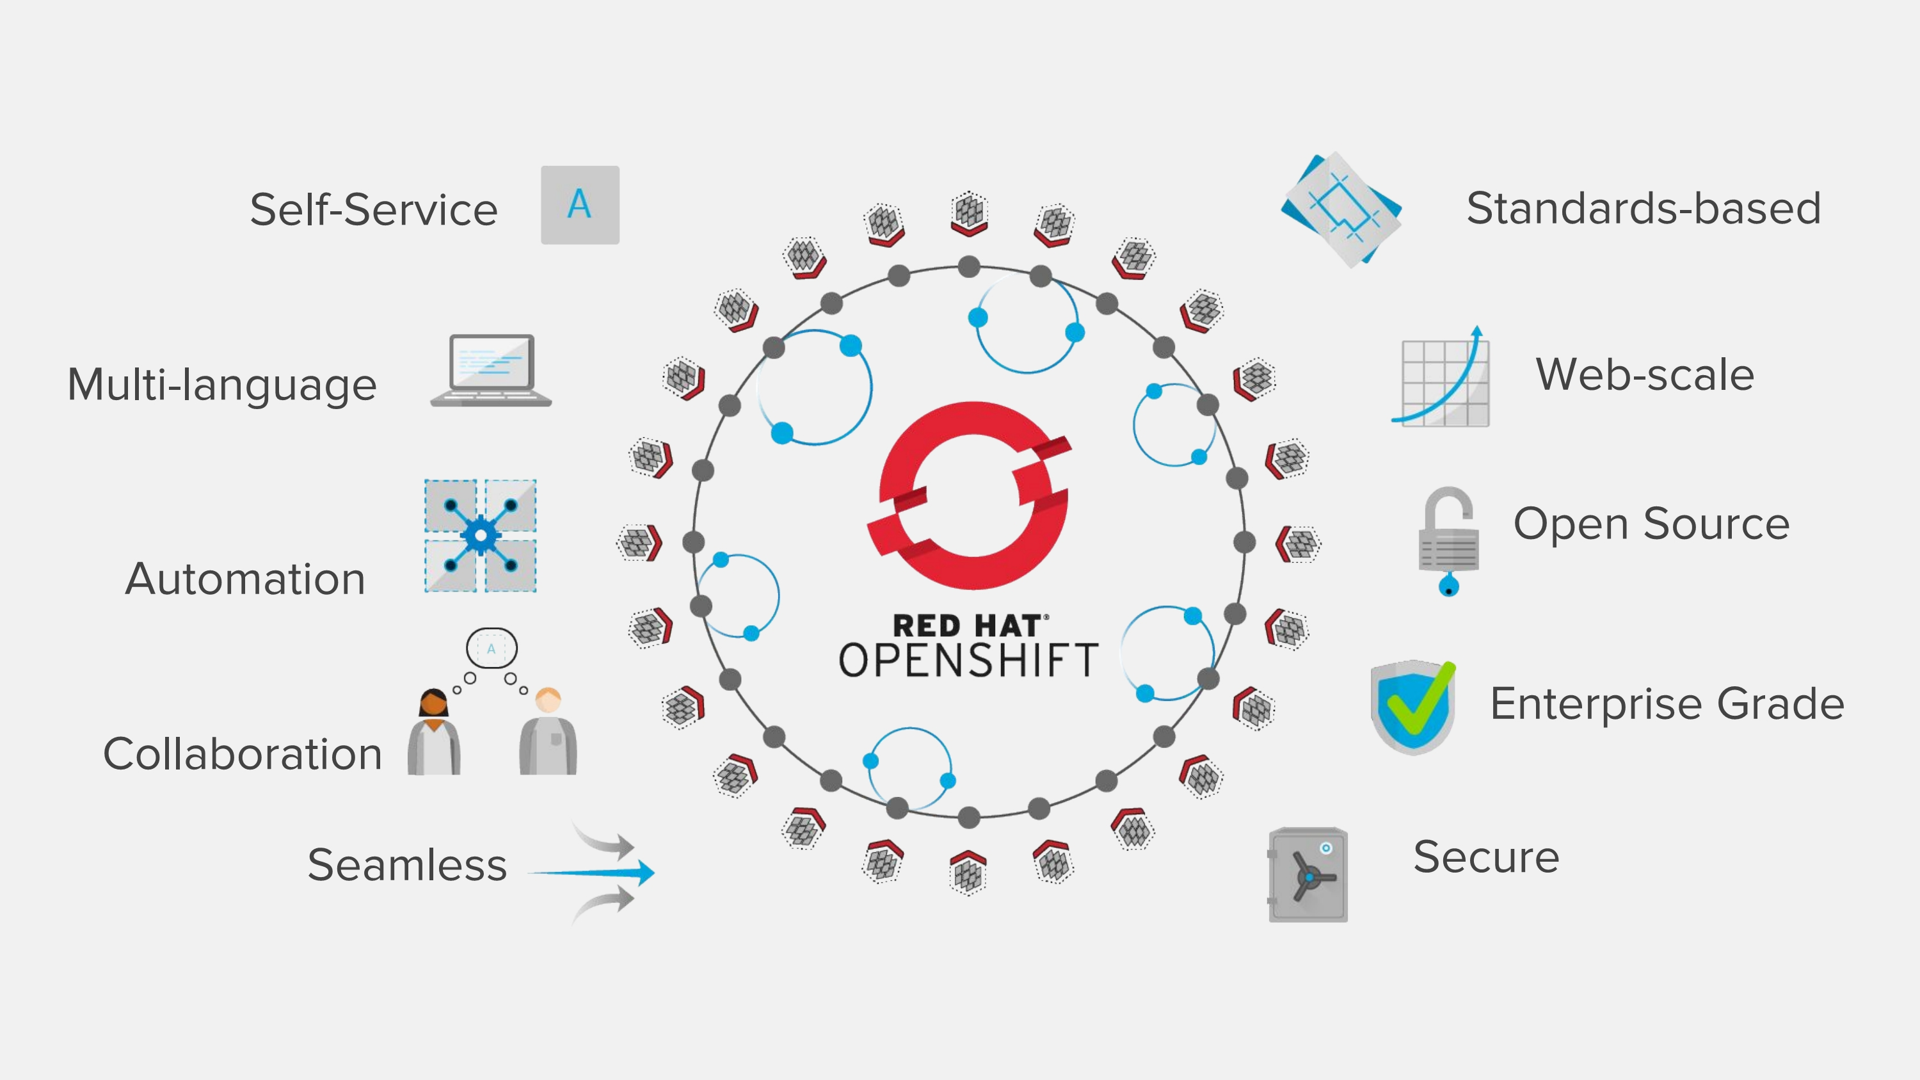 Self-Service
A
Multi-language
Automation
A
Collaboration
Seamless
RED HAT®
OPENSHIFT
Standards-based
Web-scale
Open Source
Enterprise Grade
Secure